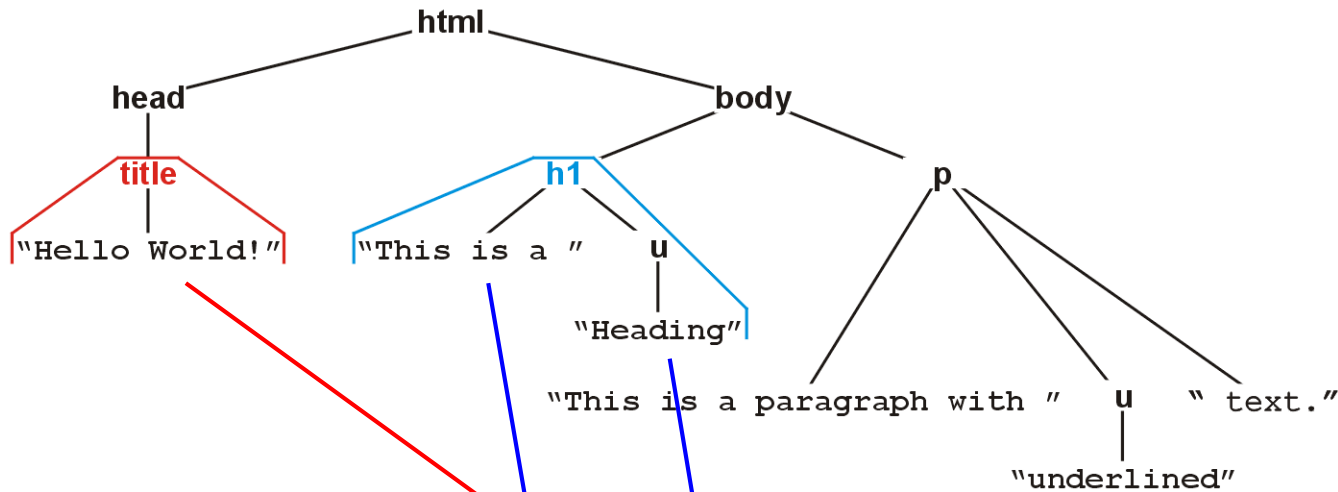 html
head body
title h1 p
“Hello World!” “This is a ” u
“Heading”
“This is a paragraph with ” u “ text.”
“underlined”